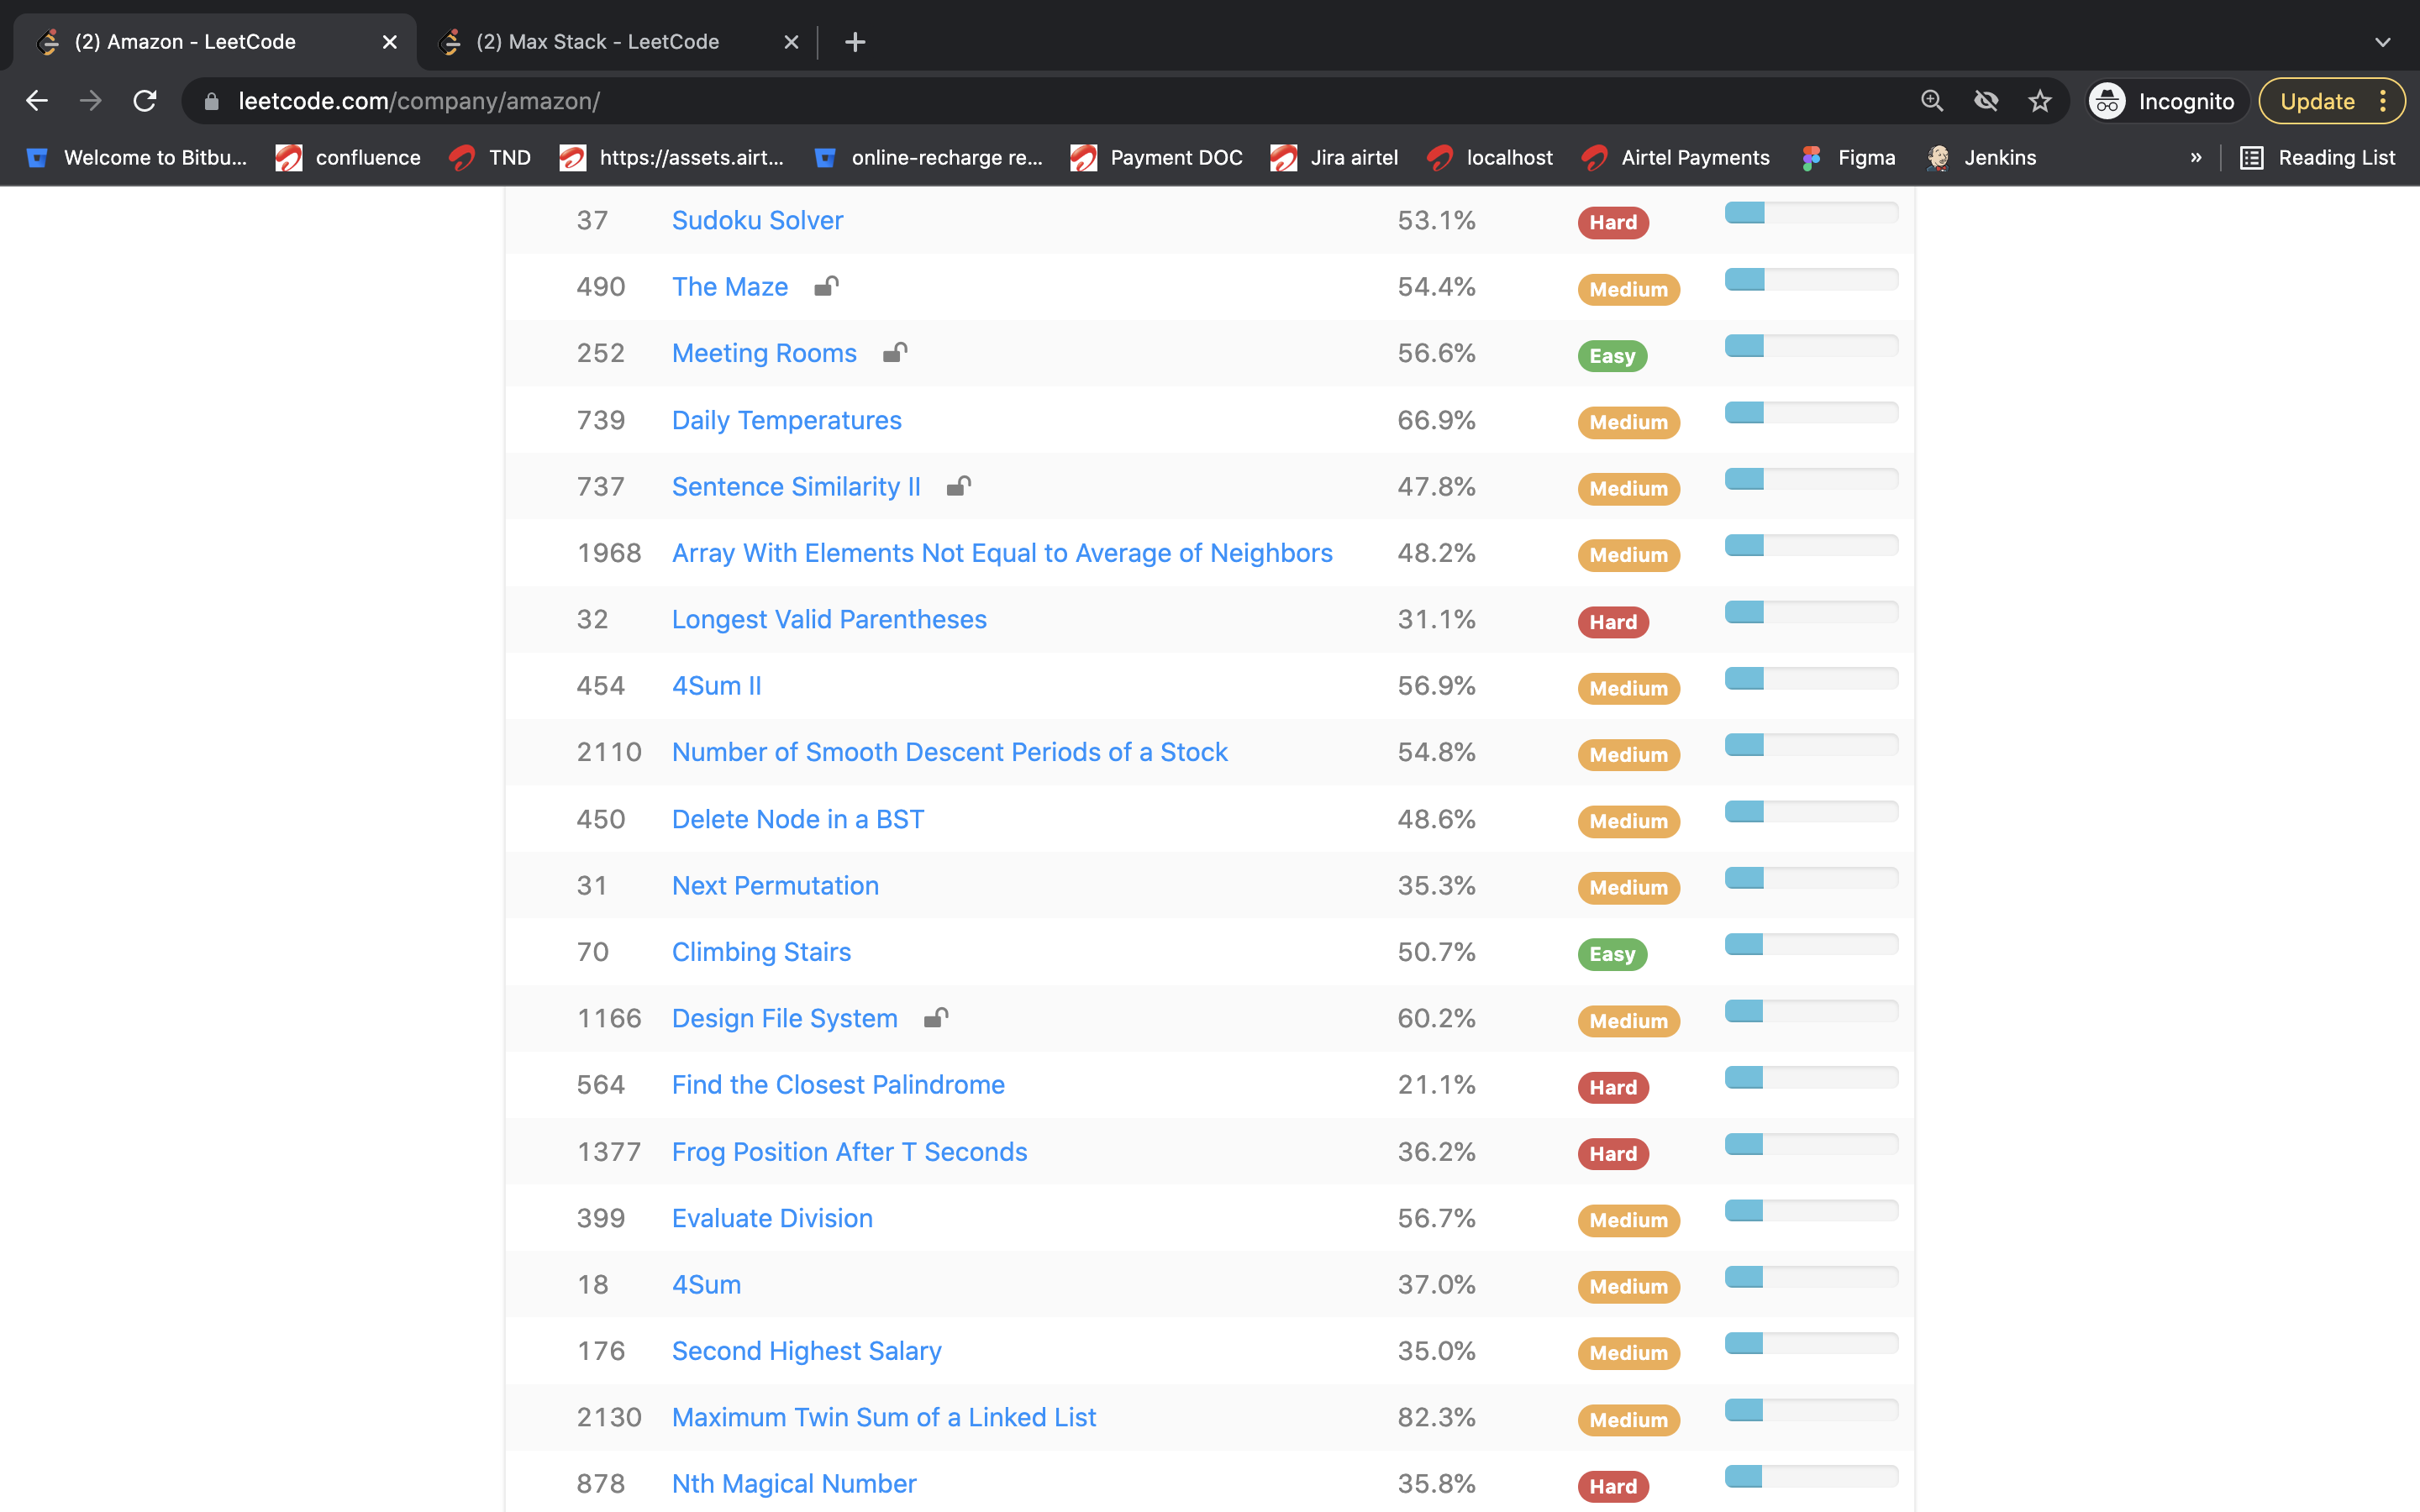 (2) Amazon - LeetCode (2) Max Stack - LeetCode
leetcode.com/company/amazon/ Incognito Update
Welcome to Bitbu... confluence TND https://assets.airt... online-recharge re... Payment DOC Jira airtel localhost Airtel Payments Figma Jenkins » Reading List
37 Sudoku Solver 53.1% Hard
490 The Maze 54.4% Medium
252 Meeting Rooms 56.6% Easy
739 Daily Temperatures 66.9% Medium
737 Sentence Similarity II 47.8% Medium
1968 Array With Elements Not Equal to Average of Neighbors 48.2% Medium
32 Longest Valid Parentheses 31.1% Hard
454 4Sum II 56.9% Medium
2110 Number of Smooth Descent Periods of a Stock 54.8% Medium
450 Delete Node in a BST 48.6% Medium
31 Next Permutation 35.3% Medium
70 Climbing Stairs 50.7% Easy
1166 Design File System 60.2% Medium
564 Find the Closest Palindrome 21.1% Hard
1377 Frog Position After T Seconds 36.2% Hard
399 Evaluate Division 56.7% Medium
18 4Sum 37.0% Medium
176 Second Highest Salary 35.0% Medium
2130 Maximum Twin Sum of a Linked List 82.3% Medium
878 Nth Magical Number 35.8% Hard